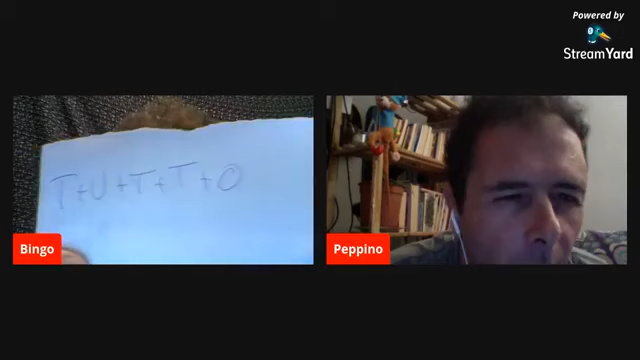 Powered by
StreamYard
T+U+T+T+O
Bingo
Peppino